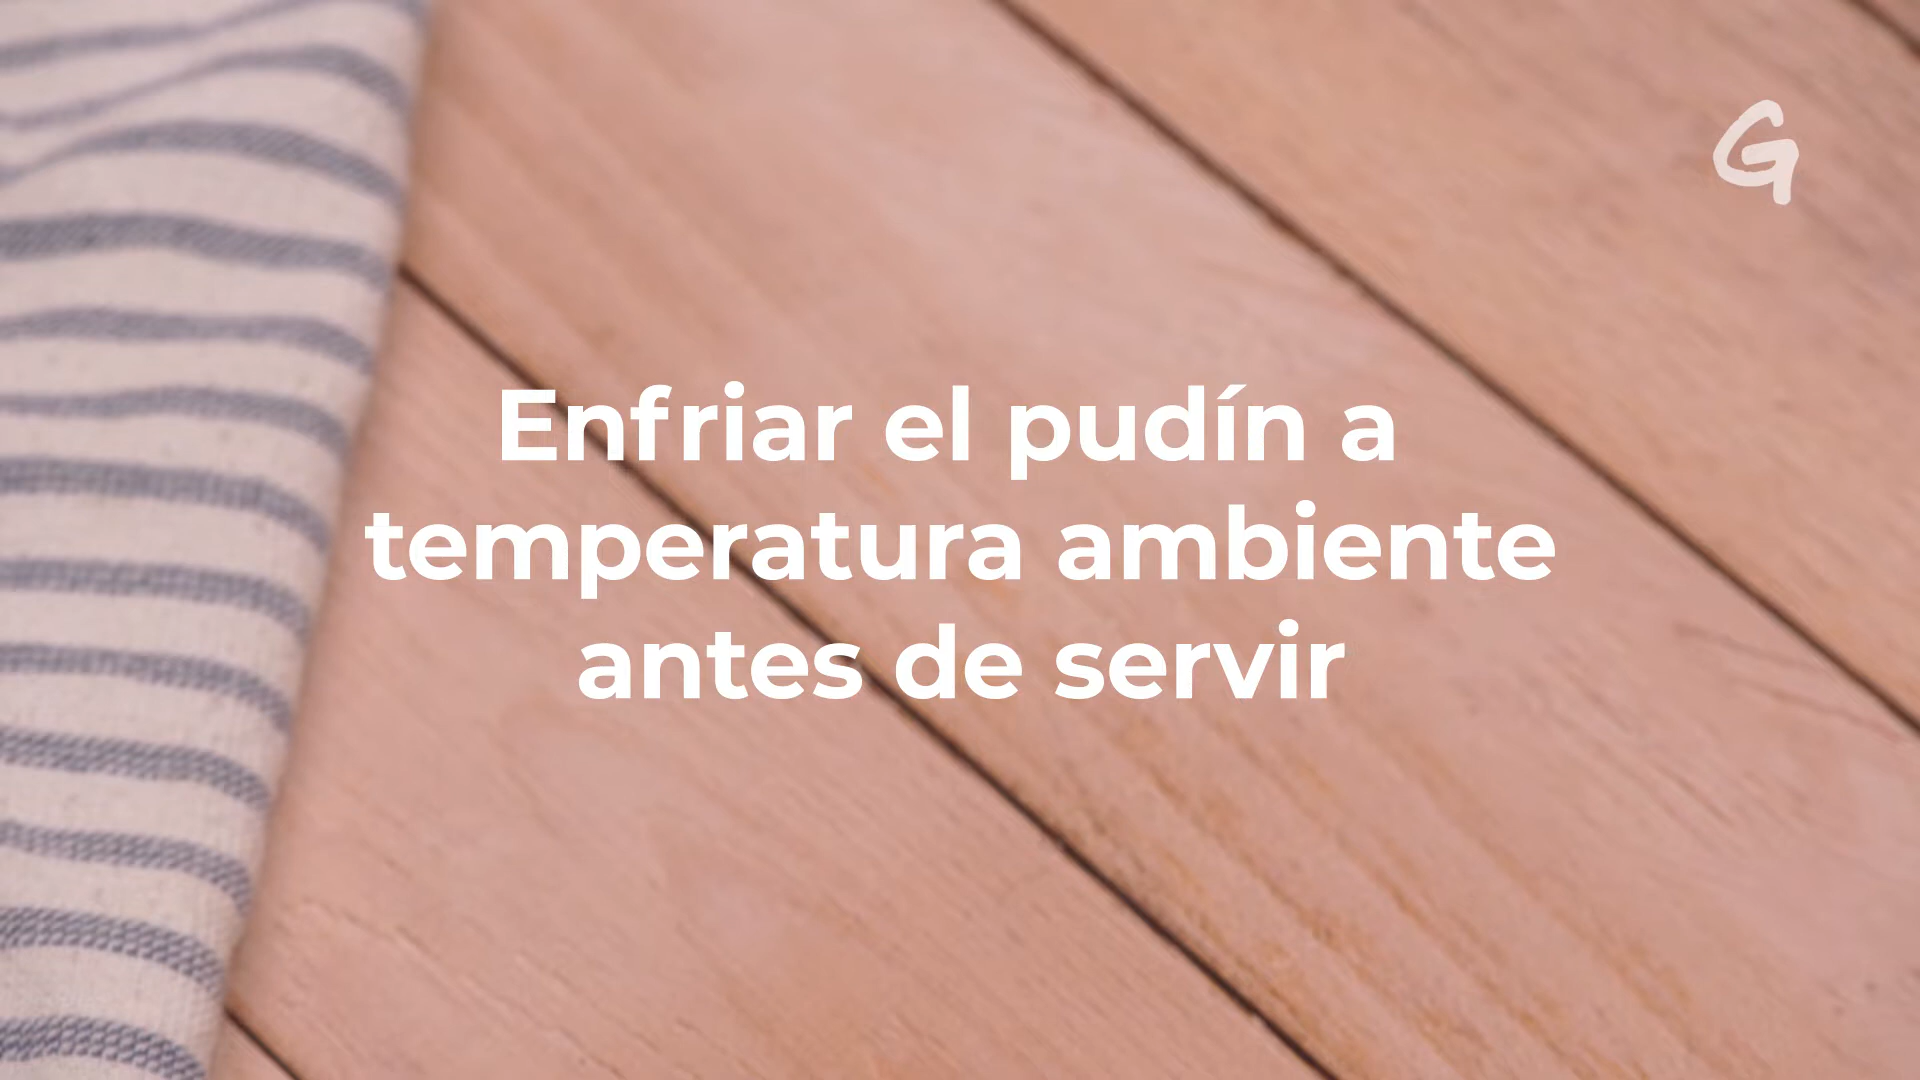 G
Enfriar el pudín a
temperatura ambiente
antes de servir